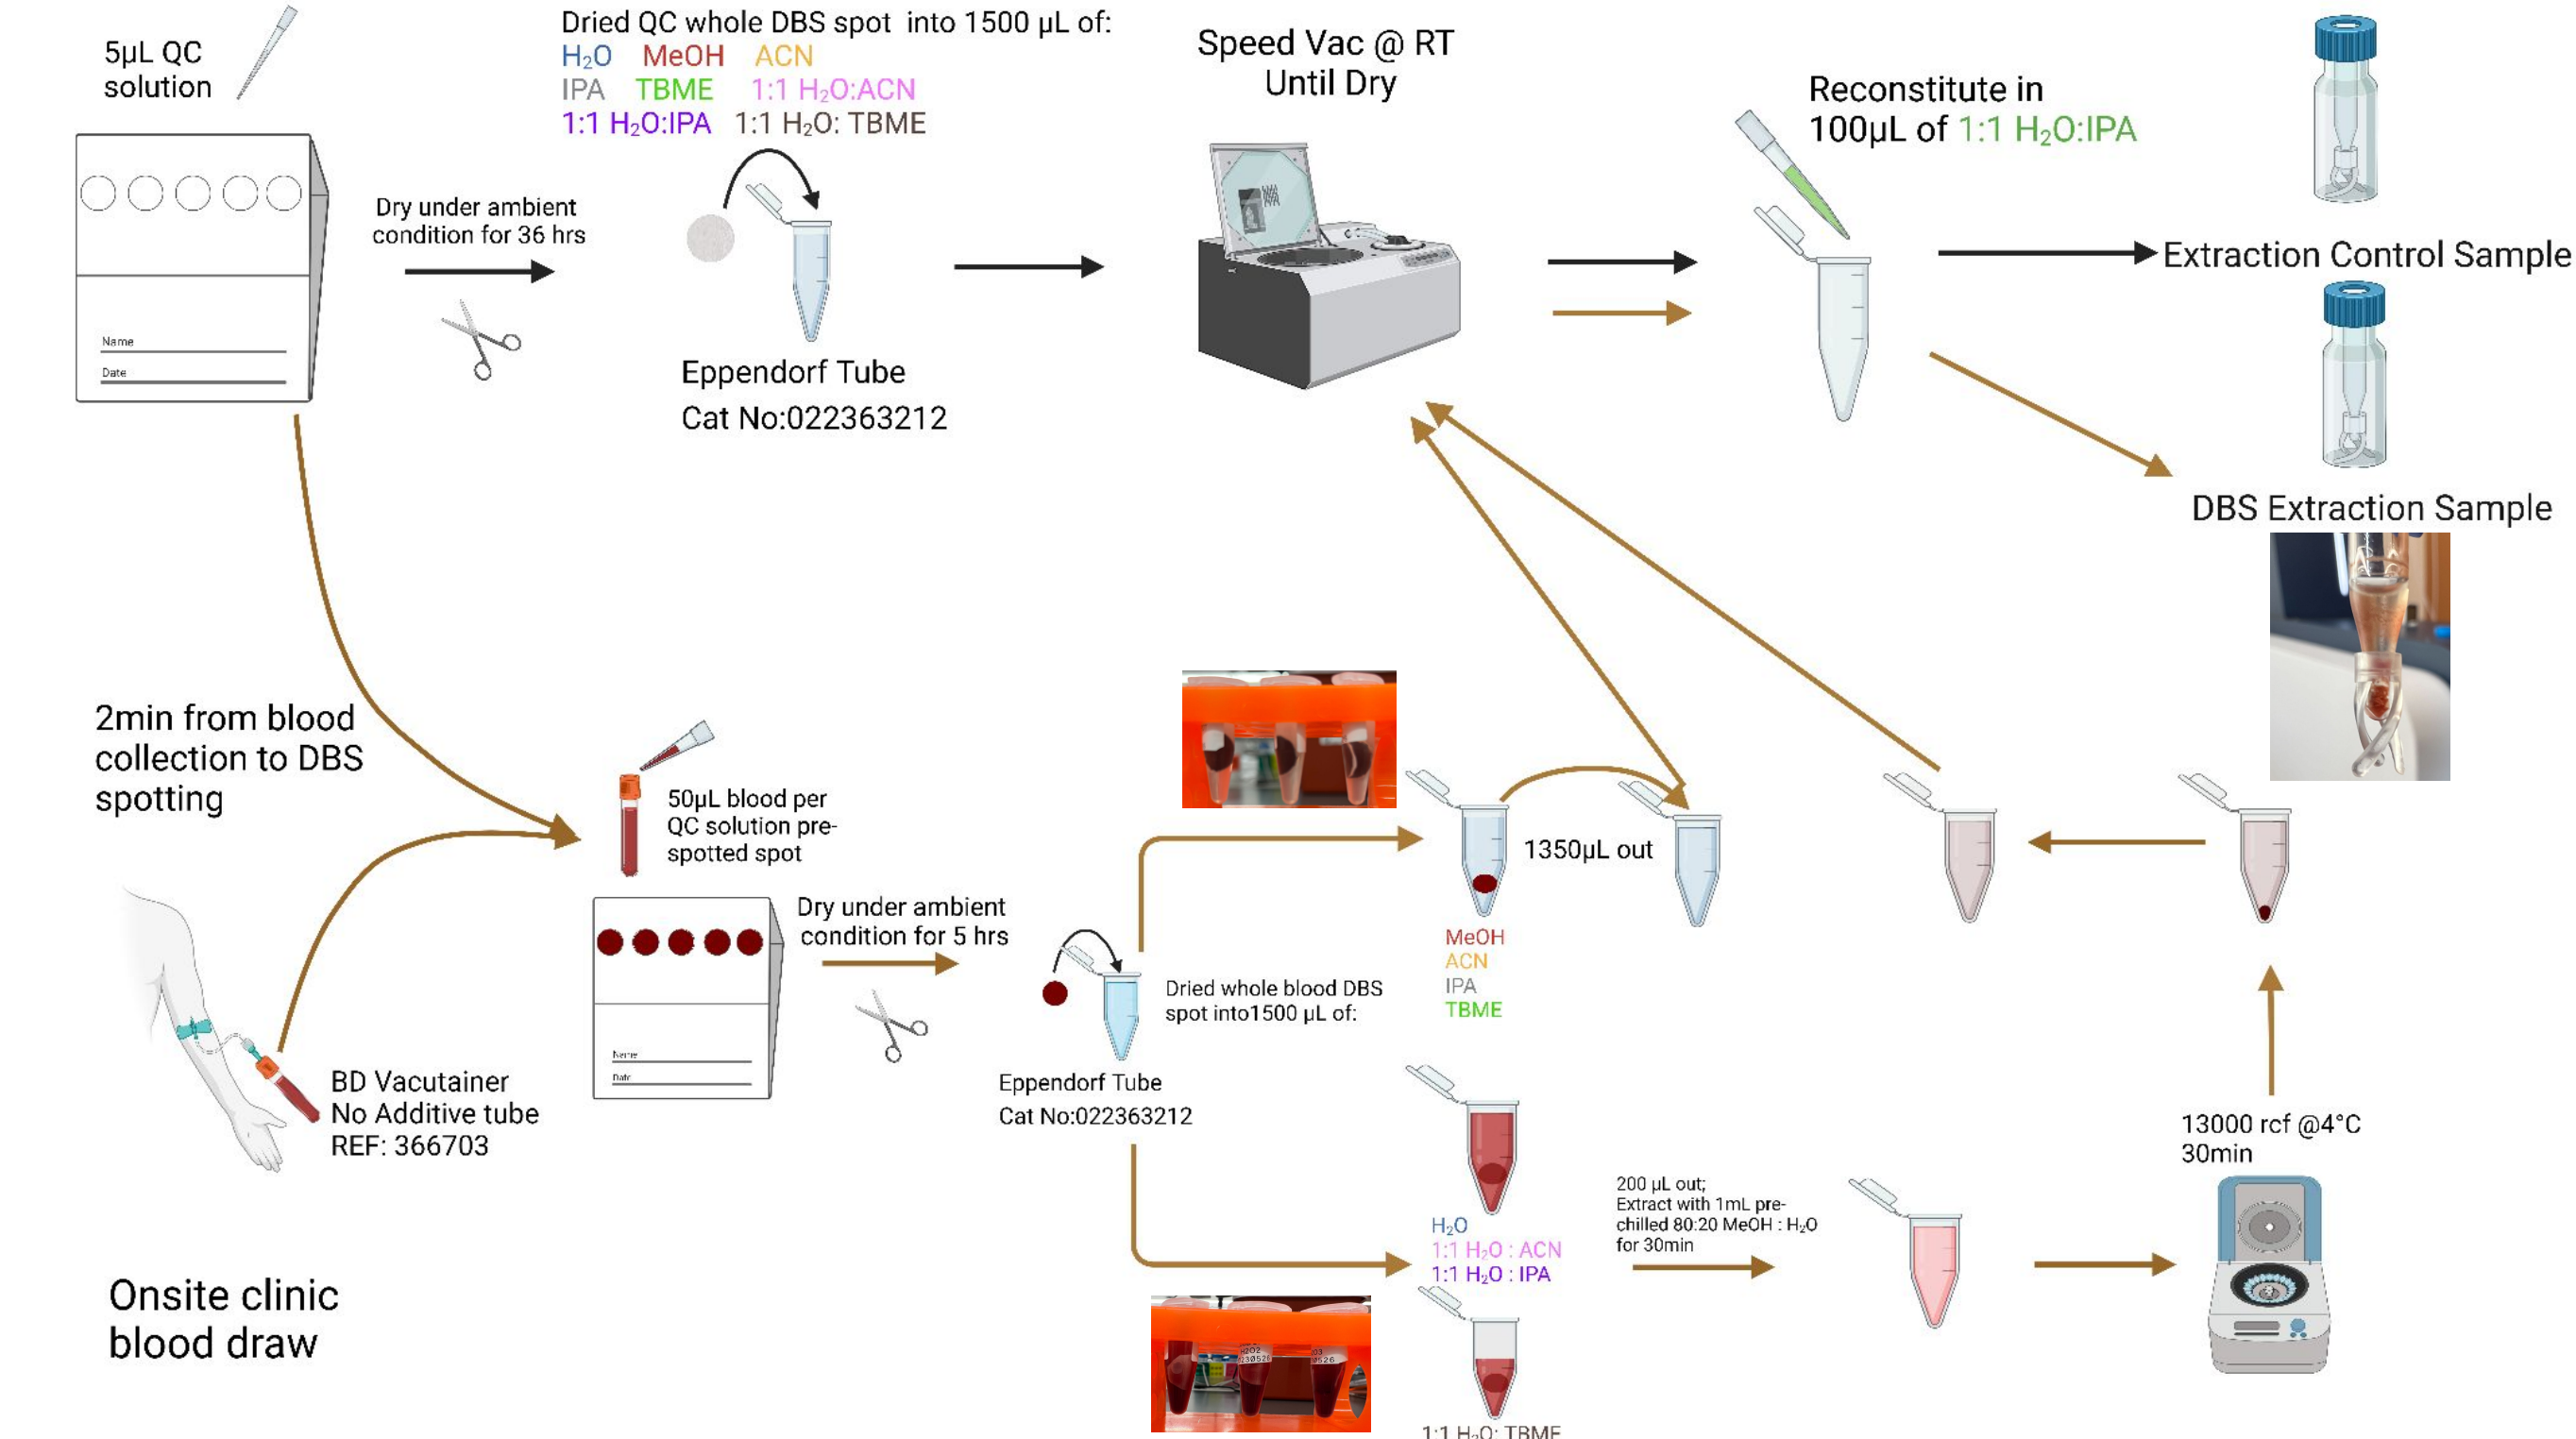 5µL QC
solution
Dried QC whole DBS spot into 1500 µL of:
H₂O MeOH ACN
IPA TBME 1:1 H₂O:ACN
1:1 H₂O:IPA 1:1 H₂O: TBME
Speed Vac @ RT
Until Dry
Reconstitute in
100µL of 1:1 H₂O:IPA
Dry under ambient
condition for 36 hrs
Name
Date
Eppendorf Tube
Cat No:022363212
Extraction Control Sample
DBS Extraction Sample
2min from blood
collection to DBS
spotting
50µL blood per
QC solution pre-
spotted spot
Dry under ambient
condition for 5 hrs
Name
Date
BD Vacutainer
No Additive tube
REF: 366703
Onsite clinic
blood draw
Eppendorf Tube
Cat No:022363212
Dried whole blood DBS
spot into1500 µL of:
1350µL out
MeOH
ACN
IPA
TBME
H₂O
1:1 H₂O : ACN
1:1 H₂O : IPA
1:1 H₂O: TBME
200 µL out;
Extract with 1mL pre-
chilled 80:20 MeOH : H₂O
for 30min
13000 rcf @4°C
30min